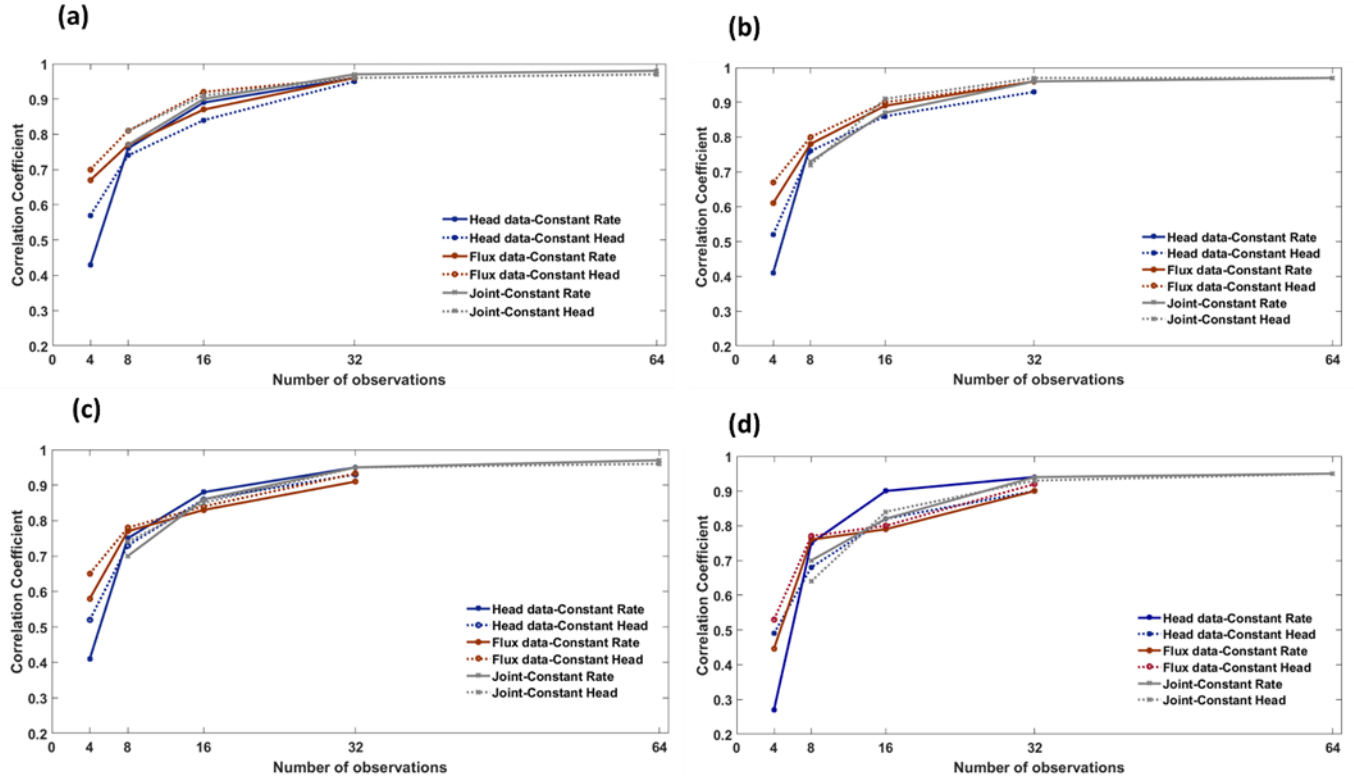 (a)
1
0.9
0.8
0.7
0.6
0.5
0.4
0.3
0.2
Correlation Coefficient
Head data-Constant Rate
Head data-Constant Head
Flux data-Constant Rate
Flux data-Constant Head
Joint-Constant Rate
Joint-Constant Head
0 4 8 16 32 64
Number of observations
(b)
1
0.9
0.8
0.7
0.6
0.5
0.4
0.3
0.2
Correlation Coefficient
Head data-Constant Rate
Head data-Constant Head
Flux data-Constant Rate
Flux data-Constant Head
Joint-Constant Rate
Joint-Constant Head
0 4 8 16 32 64
Number of observations
(c)
1
0.9
0.8
0.7
0.6
0.5
0.4
0.3
0.2
Correlation Coefficient
Head data-Constant Rate
Head data-Constant Head
Flux data-Constant Rate
Flux data-Constant Head
Joint-Constant Rate
Joint-Constant Head
0 4 8 16 32 64
Number of observations
(d)
1
0.9
0.8
0.7
0.6
0.5
0.4
0.3
0.2
Correlation Coefficient
Head data-Constant Rate
Head data-Constant Head
Flux data-Constant Rate
Flux data-Constant Head
Joint-Constant Rate
Joint-Constant Head
0 4 8 16 32 64
Number of observations